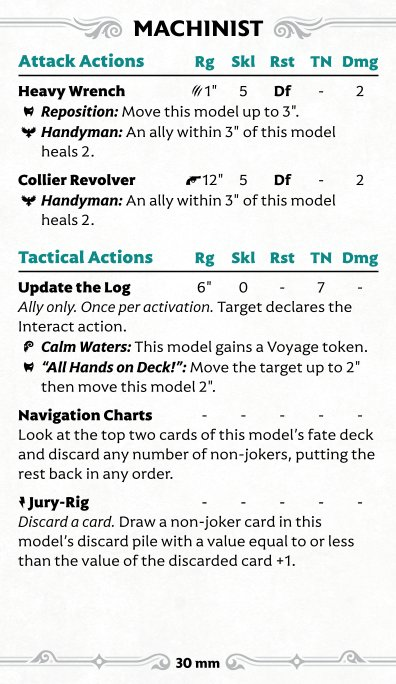 MACHINIST
Attack Actions Rg Skl Rst TN Dmg
Heavy Wrench 1" 5 Df - 2
Reposition: Move this model up to 3".
Handyman: An ally within 3" of this model
heals 2.
Collier Revolver 12" 5 Df - 2
Handyman: An ally within 3" of this model
heals 2.
Tactical Actions Rg Skl Rst TN Dmg
Update the Log 6" 0 - 7 -
Ally only. Once per activation. Target declares the
Interact action.
Calm Waters: This model gains a Voyage token.
"All Hands on Deck!": Move the target up to 2"
then move this model 2".
Navigation Charts - - - - -
Look at the top two cards of this model's fate deck
and discard any number of non-jokers, putting the
rest back in any order.
Jury-Rig - - - - -
Discard a card. Draw a non-joker card in this
model's discard pile with a value equal to or less
than the value of the discarded card +1.
30 mm